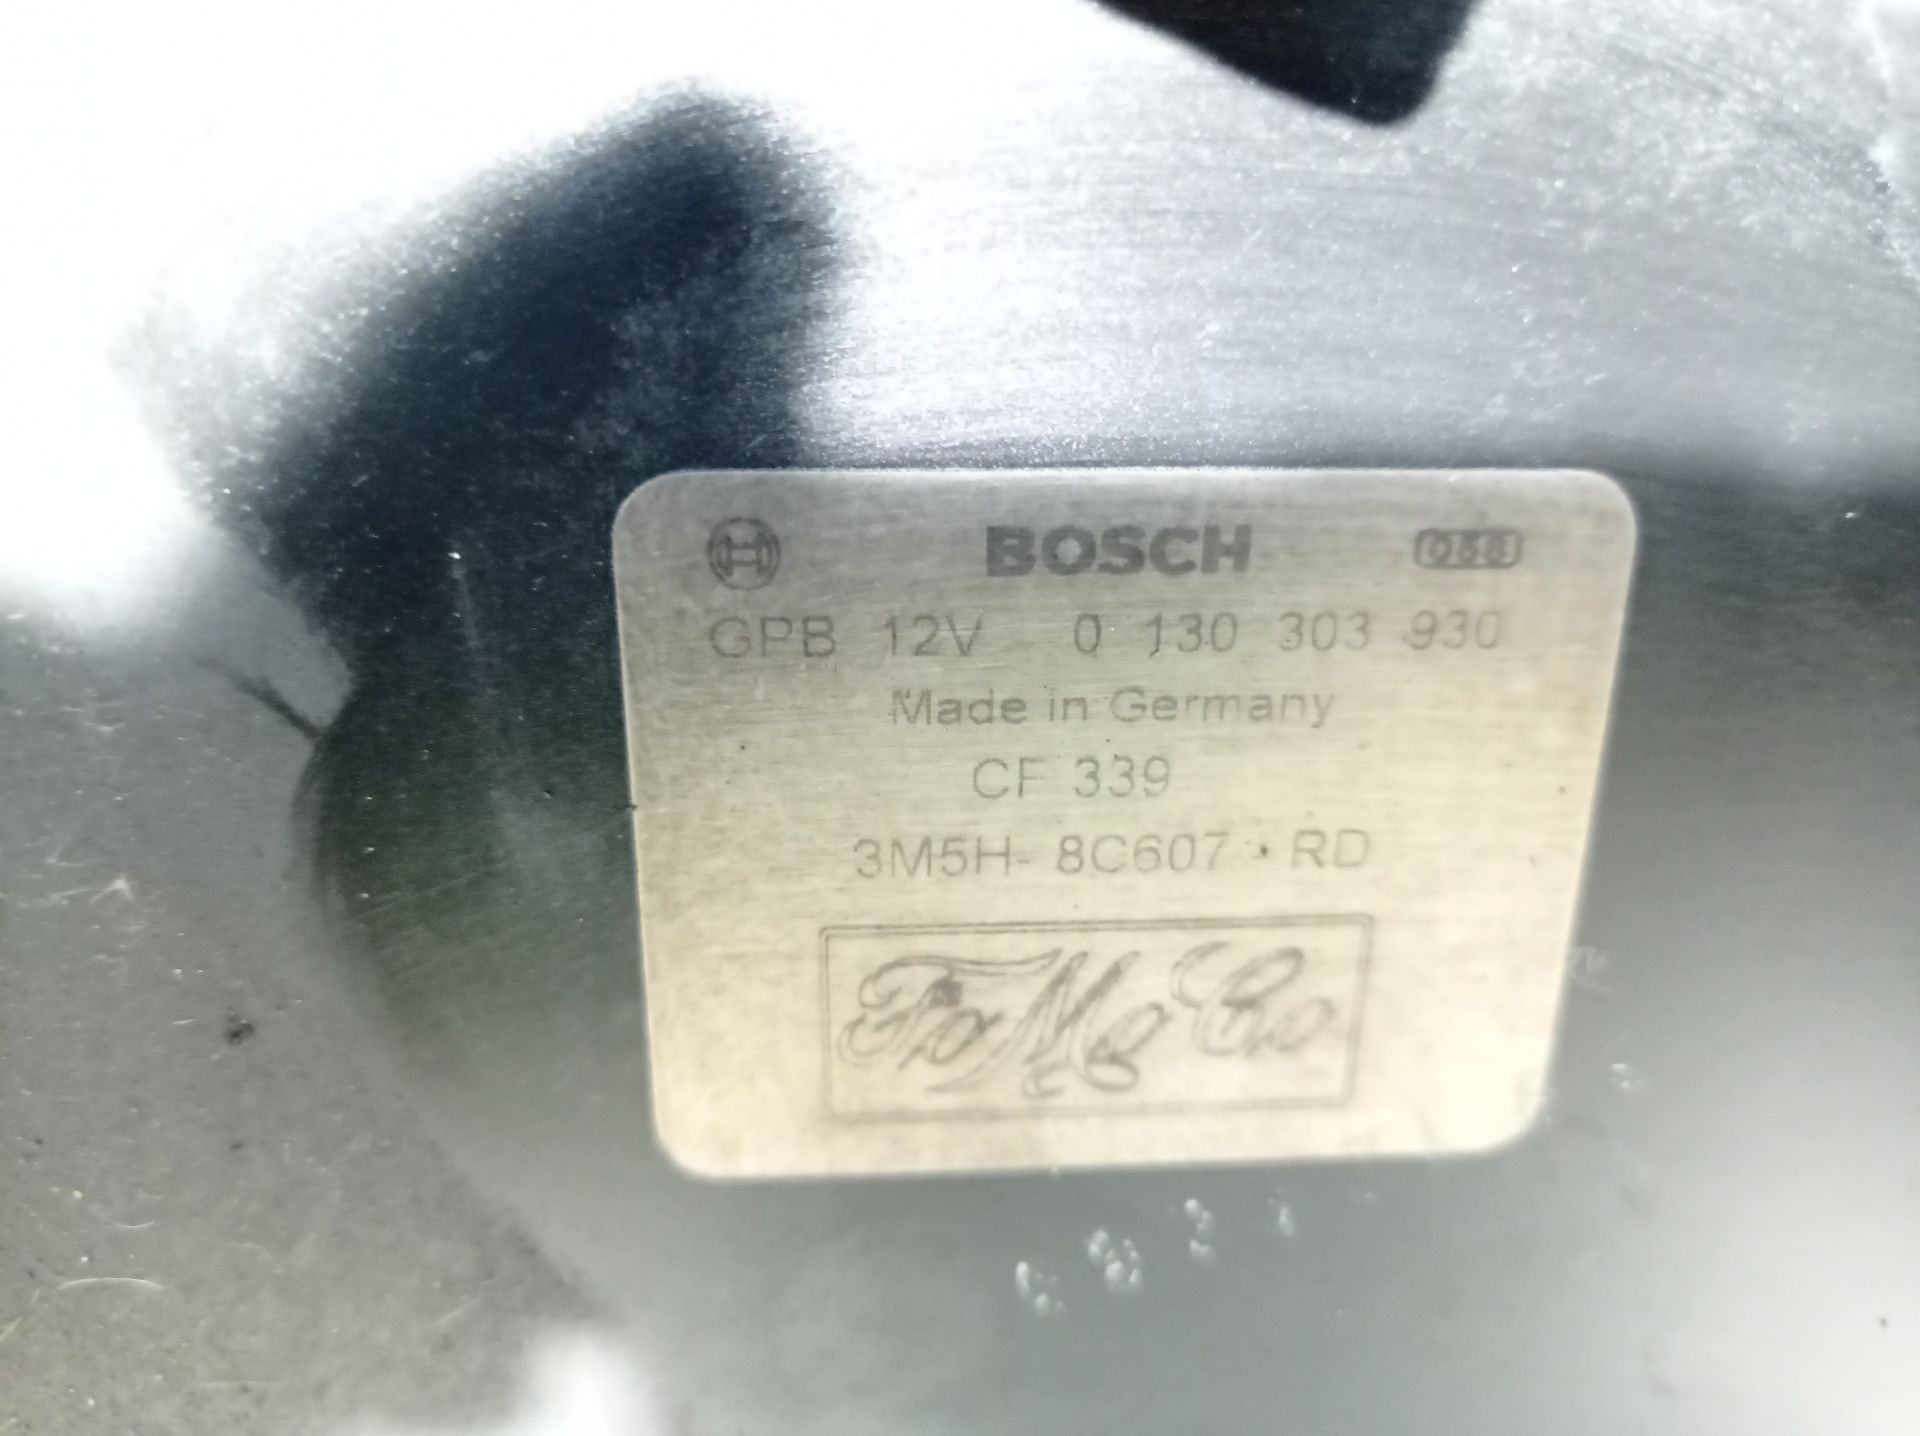 BOSCH
GPB 12V 0 130 303 930
Made in Germany
CF 339
3M5H- 8C607 - RD
FoMoCo